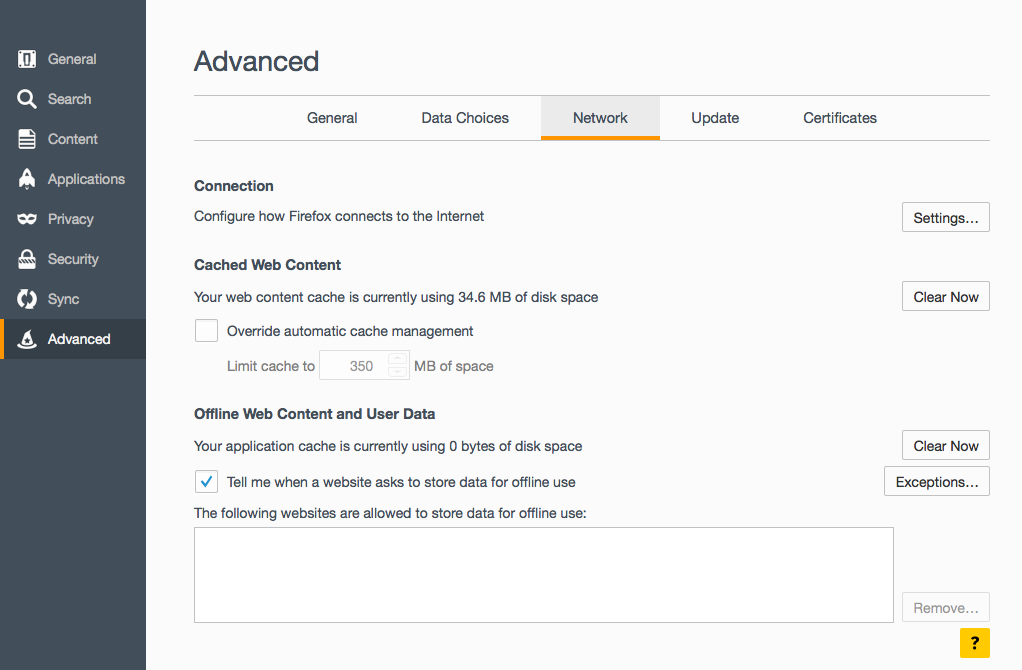 General
Search
Content
Applications
Privacy
Security
Sync
Advanced
Advanced
General Data Choices Network Update Certificates
Connection
Configure how Firefox connects to the Internet
Settings...
Cached Web Content
Your web content cache is currently using 34.6 MB of disk space
Clear Now
Override automatic cache management
Limit cache to 350 MB of space
Offline Web Content and User Data
Your application cache is currently using 0 bytes of disk space
Clear Now
Tell me when a website asks to store data for offline use
Exceptions...
The following websites are allowed to store data for offline use:
Remove...
?